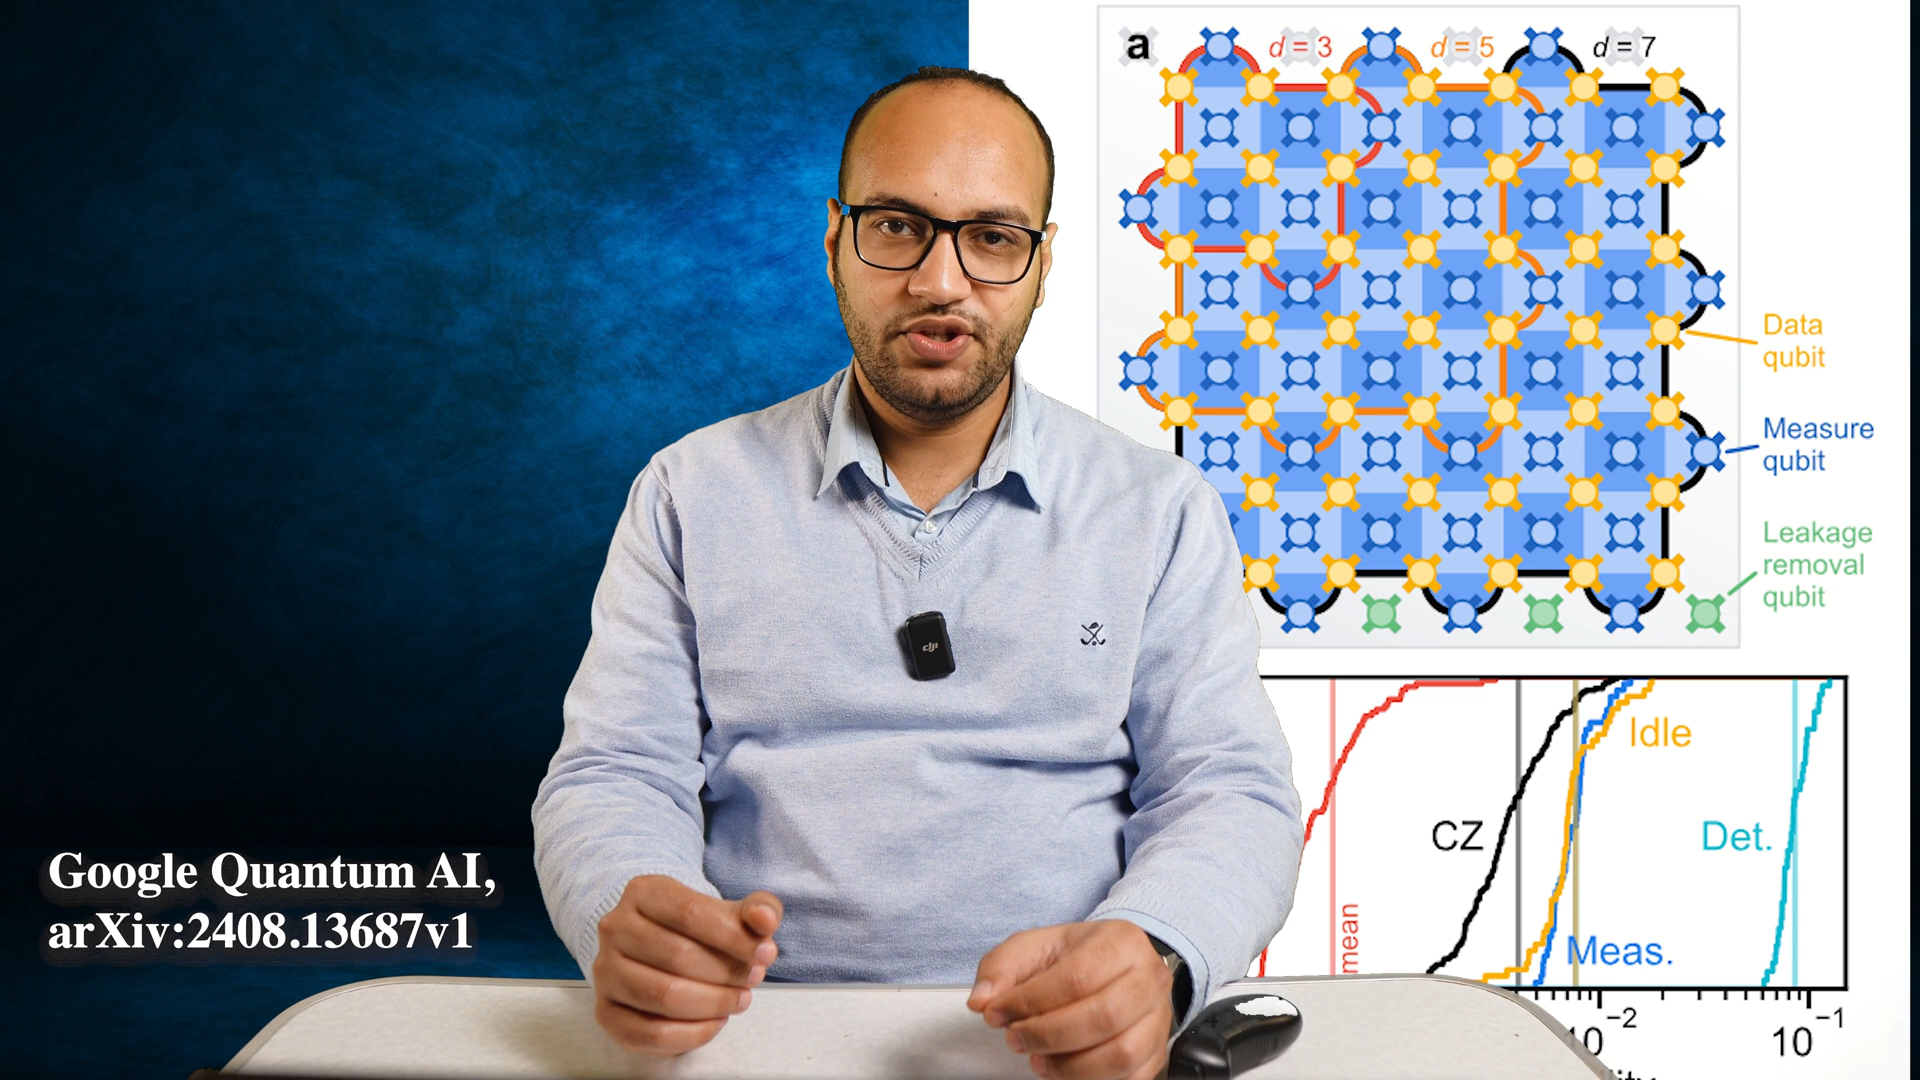 a
d = 3
d = 5
d = 7
Data
qubit
Measure
qubit
Leakage
removal
qubit
Idle
CZ
Det.
mean
Meas.
10⁻²
10⁻¹
Google Quantum AI,
arXiv:2408.13687v1
dji